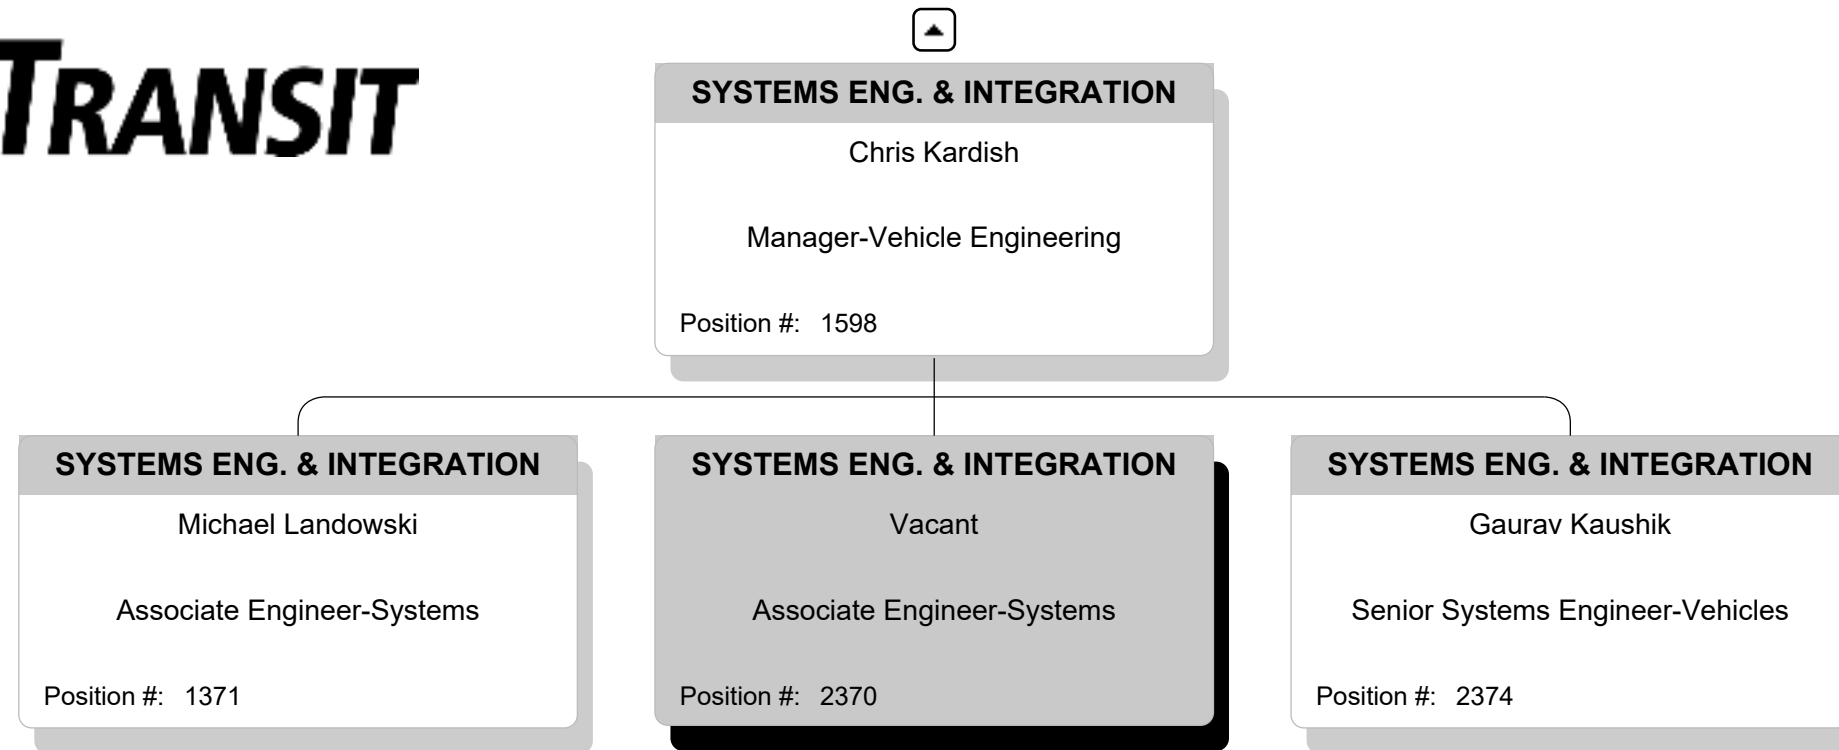 TRANSIT
SYSTEMS ENG. & INTEGRATION
Chris Kardish
Manager-Vehicle Engineering
Position #: 1598
SYSTEMS ENG. & INTEGRATION
Michael Landowski
Associate Engineer-Systems
Position #: 1371
SYSTEMS ENG. & INTEGRATION
Vacant
Associate Engineer-Systems
Position #: 2370
SYSTEMS ENG. & INTEGRATION
Gaurav Kaushik
Senior Systems Engineer-Vehicles
Position #: 2374